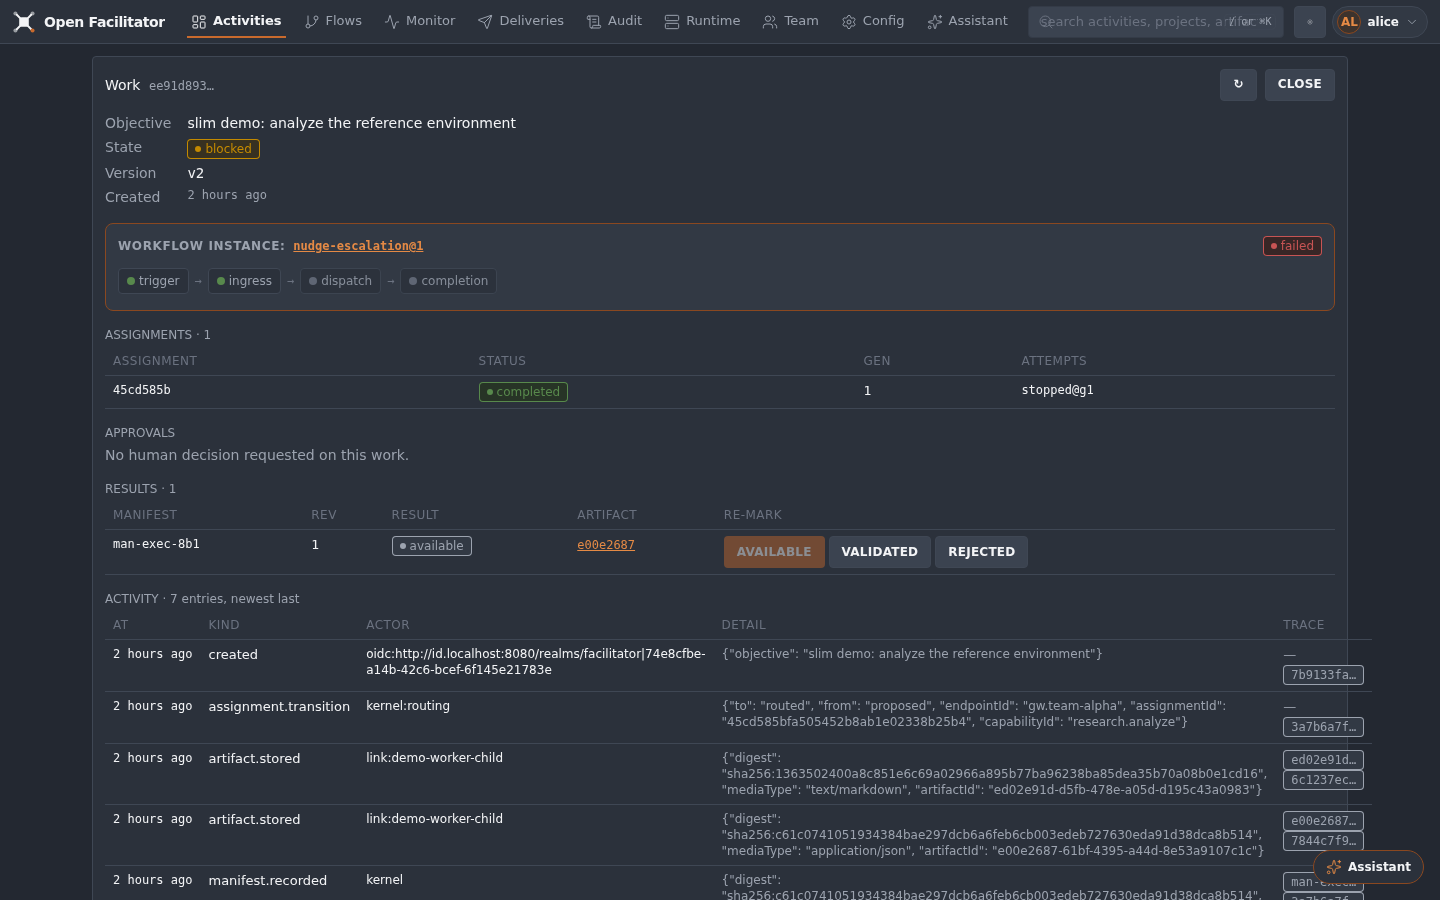 Open Facilitator Activities Flows Monitor Deliveries Audit Runtime Team Config Assistant Search activities, projects, / or ⌘K AL alice
Work ee91d893… ↻ CLOSE
Objective slim demo: analyze the reference environment
State blocked
Version v2
Created 2 hours ago
WORKFLOW INSTANCE: nudge-escalation@1 failed
trigger → ingress → dispatch → completion
ASSIGNMENTS · 1
ASSIGNMENT STATUS GEN ATTEMPTS
45cd585b completed 1 stopped@g1
APPROVALS
No human decision requested on this work.
RESULTS · 1
MANIFEST REV RESULT ARTIFACT RE-MARK
man-exec-8b1 1 available e00e2687 AVAILABLE VALIDATED REJECTED
ACTIVITY · 7 entries, newest last
AT KIND ACTOR DETAIL TRACE
2 hours ago created oidc:http://id.localhost:8080/realms/facilitator|74e8cfbe- {"objective": "slim demo: analyze the reference environment"} —
a14b-42c6-bcef-6f145e21783e 7b9133fa…
2 hours ago assignment.transition kernel:routing {"to": "routed", "from": "proposed", "endpointId": "gw.team-alpha", "assignmentId": —
"45cd585bfa505452b8ab1e02338b25b4", "capabilityId": "research.analyze"} 3a7b6a7f…
2 hours ago artifact.stored link:demo-worker-child {"digest": ed02e91d…
"sha256:1363502400a8c851e6c69a02966a895b77ba96238ba85dea35b70a08b0e1cd16", 6c1237ec…
"mediaType": "text/markdown", "artifactId": "ed02e91d-d5fb-478e-a05d-d195c43a0983"}
2 hours ago artifact.stored link:demo-worker-child {"digest": e00e2687…
"sha256:c61c0741051934384bae297dcb6a6feb6cb003edeb727630eda91d38dca8b514", 7844c7f9…
"mediaType": "application/json", "artifactId": "e00e2687-61bf-4395-a44d-8e53a9107c1c"}
Assistant
2 hours ago manifest.recorded kernel {"digest":
"sha256:c61c0741051934384bae297dcb6a6feb6cb003edeb727630eda91d38dca8b514",